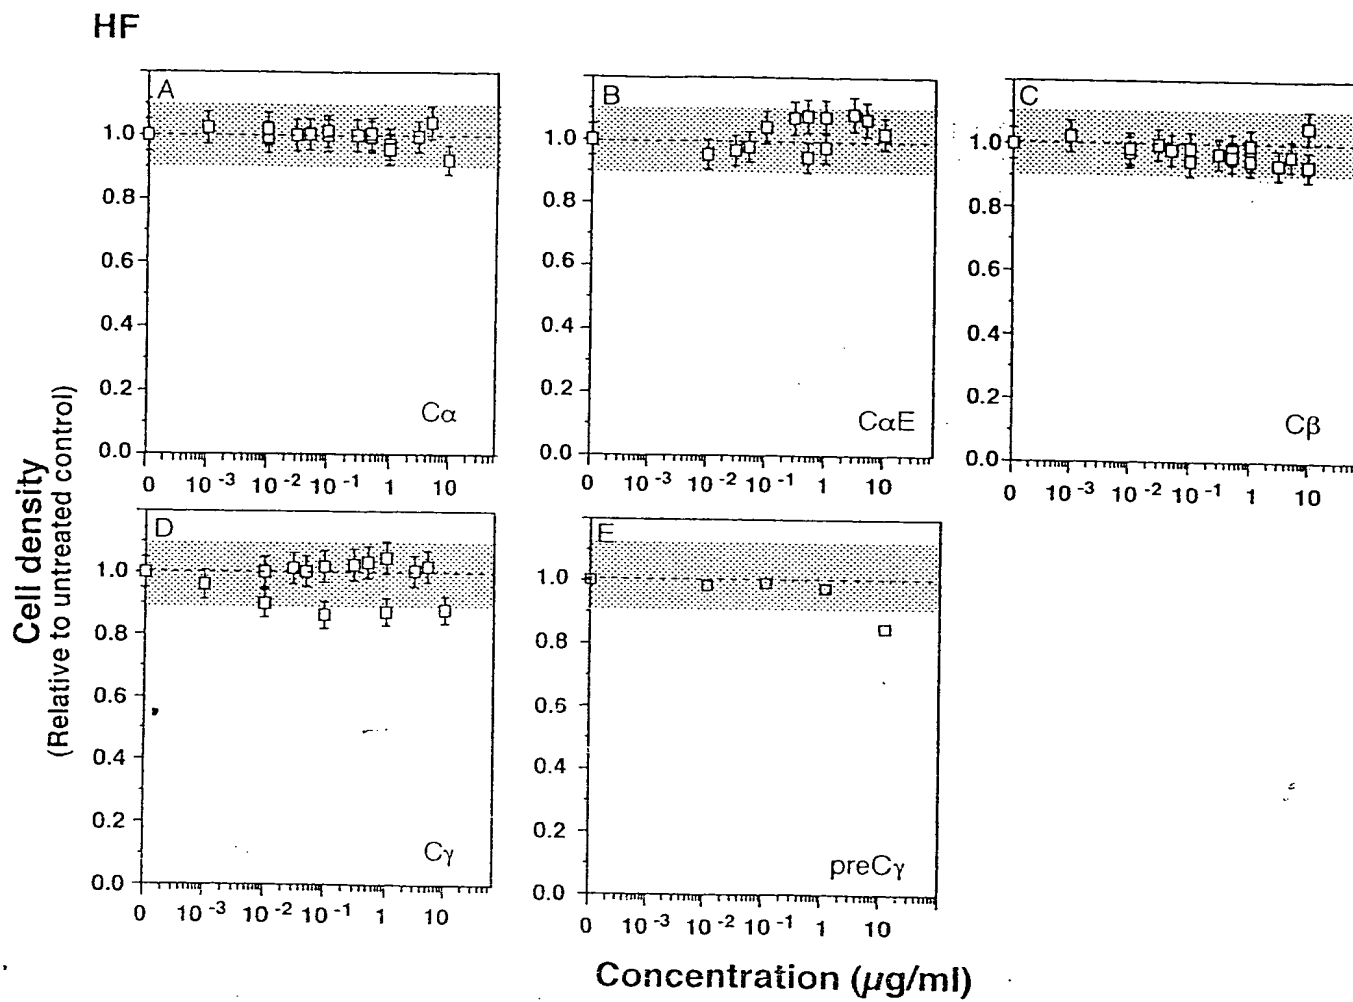 HF
A
1.0
0.8
0.6
0.4
0.2
0.0
Cα
0 10⁻³ 10⁻² 10⁻¹ 1 10
B
1.0
0.8
0.6
0.4
0.2
0.0
CαE
0 10⁻³ 10⁻² 10⁻¹ 1 10
C
1.0
0.8
0.6
0.4
0.2
0.0
Cβ
0 10⁻³ 10⁻² 10⁻¹ 1 10
Cell density
(Relative to untreated control)
D
1.0
0.8
0.6
0.4
0.2
0.0
Cγ
0 10⁻³ 10⁻² 10⁻¹ 1 10
E
1.0
0.8
0.6
0.4
0.2
0.0
preCγ
0 10⁻³ 10⁻² 10⁻¹ 1 10
Concentration (μg/ml)